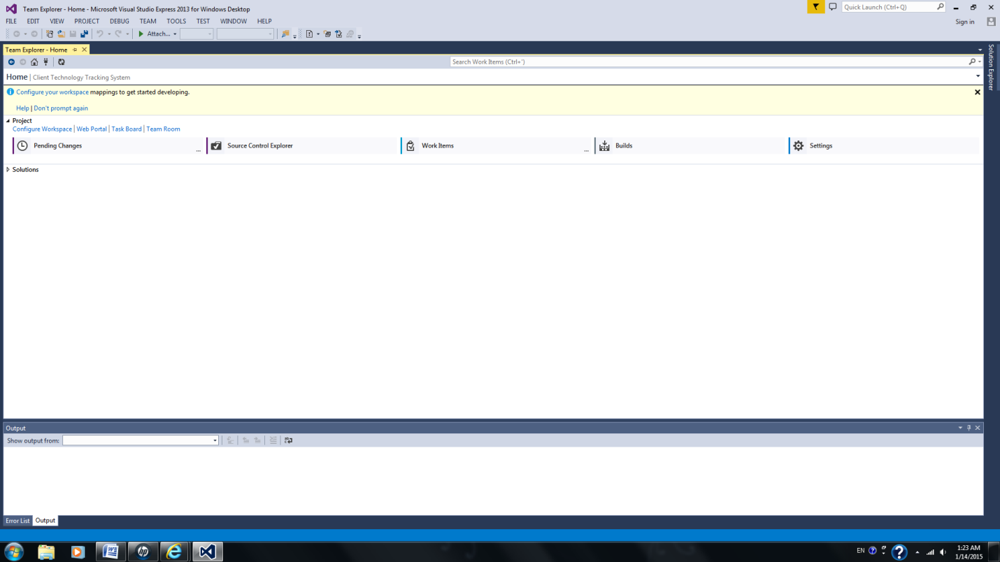 Team Explorer - Home - Microsoft Visual Studio Express 2013 for Windows Desktop
Quick Launch (Ctrl+Q)
FILE EDIT VIEW PROJECT DEBUG TEAM TOOLS TEST WINDOW HELP
Sign in
Attach...
Team Explorer - Home
Solution Explorer
Search Work Items (Ctrl+')
Home | Client Technology Tracking System
Configure your workspace mappings to get started developing.
Help | Don't prompt again
Project
Configure Workspace | Web Portal | Task Board | Team Room
Pending Changes ... Source Control Explorer Work Items ... Builds Settings
Solutions
Output
Show output from:
Error List Output
EN
1:23 AM
1/14/2015